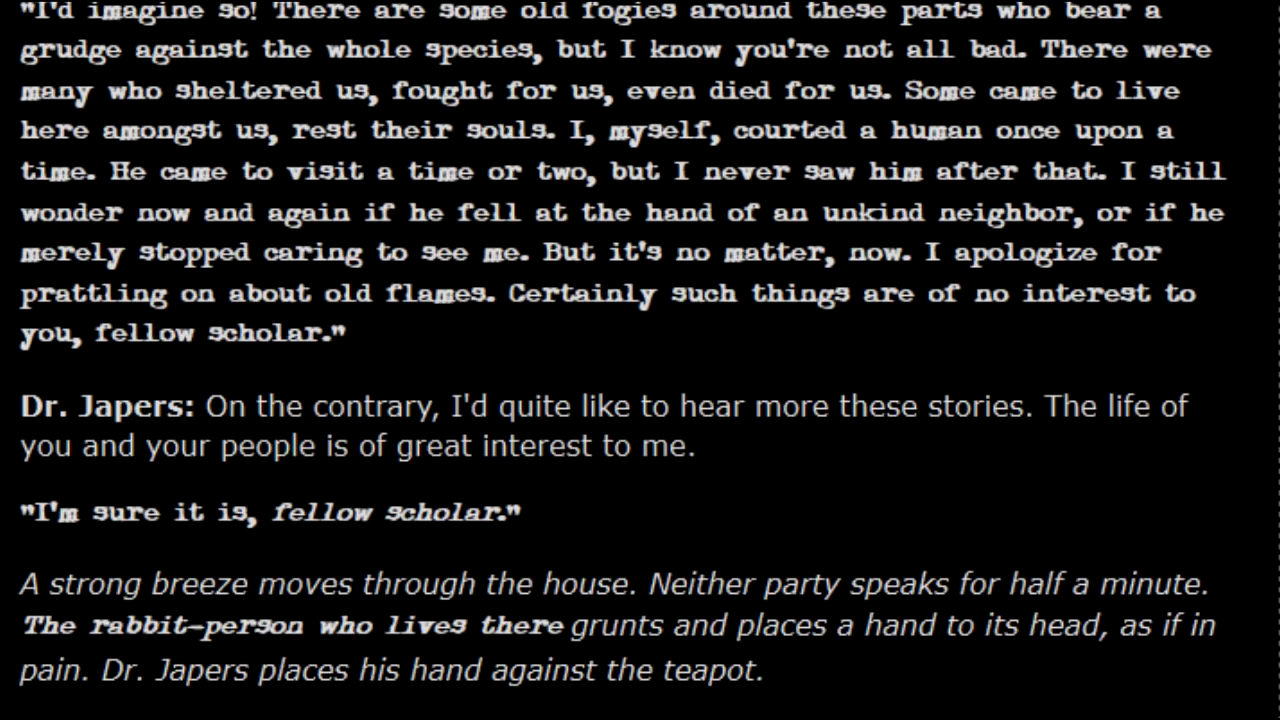 "I'd imagine so! There are some old fogies around these parts who bear a
grudge against the whole species, but I know you're not all bad. There were
many who sheltered us, fought for us, even died for us. Some came to live
here amongst us, rest their souls. I, myself, courted a human once upon a
time. He came to visit a time or two, but I never saw him after that. I still
wonder now and again if he fell at the hand of an unkind neighbor, or if he
merely stopped caring to see me. But it's no matter, now. I apologize for
prattling on about old flames. Certainly such things are of no interest to
you, fellow scholar."
Dr. Japers: On the contrary, I'd quite like to hear more these stories. The life of
you and your people is of great interest to me.
"I'm sure it is, fellow scholar."
A strong breeze moves through the house. Neither party speaks for half a minute.
The rabbit-person who lives there grunts and places a hand to its head, as if in
pain. Dr. Japers places his hand against the teapot.